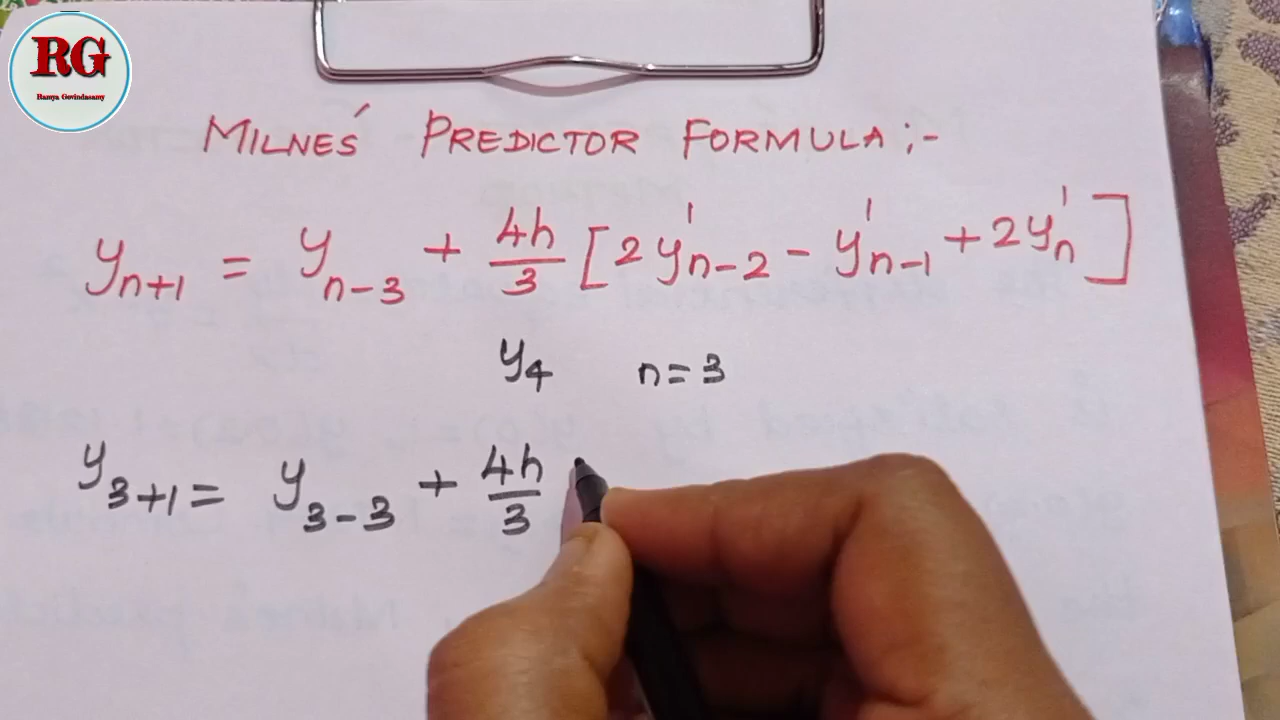 RG
Ramya Govindasamy
MILNE'S PREDICTOR FORMULA :-
yₙ₊₁ = yₙ₋₃ + 4h/3 [2y'ₙ₋₂ - y'ₙ₋₁ + 2y'ₙ]
y₄ n = 3
y₃₊₁ = y₃₋₃ + 4h/3